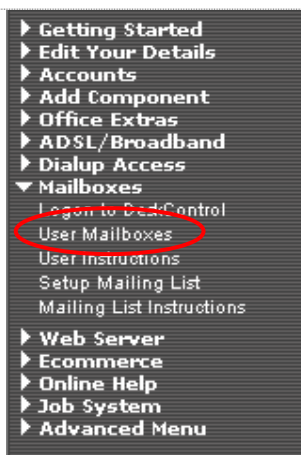 Getting Started
Edit Your Details
Accounts
Add Component
Office Extras
ADSL/Broadband
Dialup Access
Mailboxes
Logon to DeskControl
User Mailboxes
User Instructions
Setup Mailing List
Mailing List Instructions
Web Server
Ecommerce
Online Help
Job System
Advanced Menu